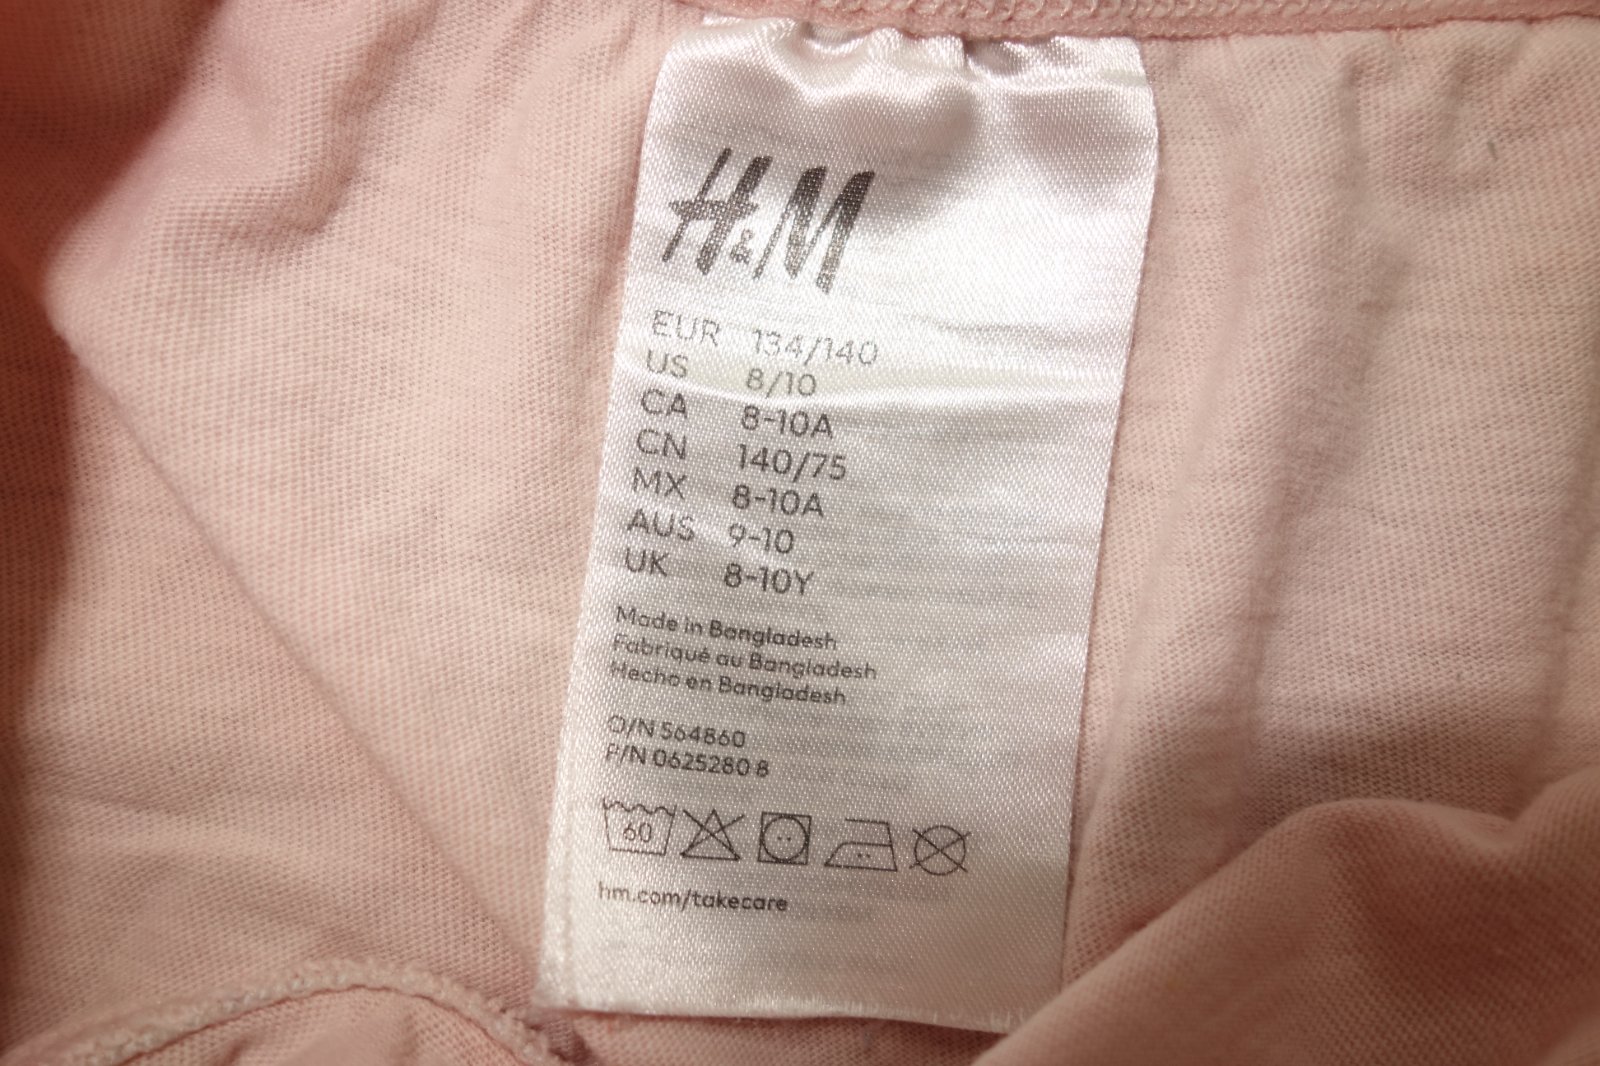 H&M
EUR 134/140
US 8/10
CA 8-10A
CN 140/75
MX 8-10A
AUS 9-10
UK 8-10Y
Made in Bangladesh
Fabriqué au Bangladesh
Hecho en Bangladesh
O/N 564860
P/N 0625280 8
60
hm.com/takecare